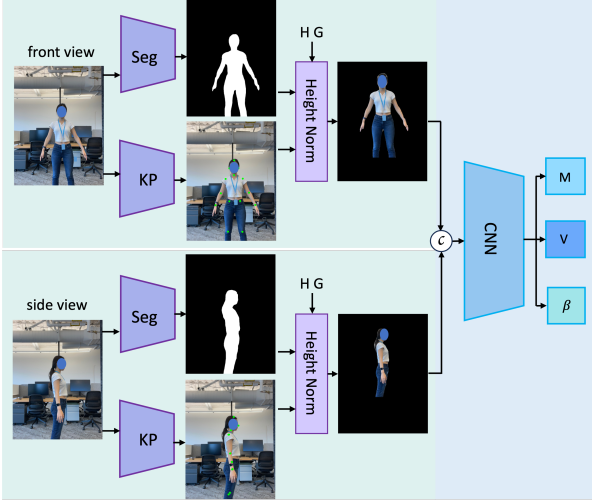 front view
Seg
H G
Height Norm
KP
c
CNN
M
V
β
side view
Seg
H G
Height Norm
KP